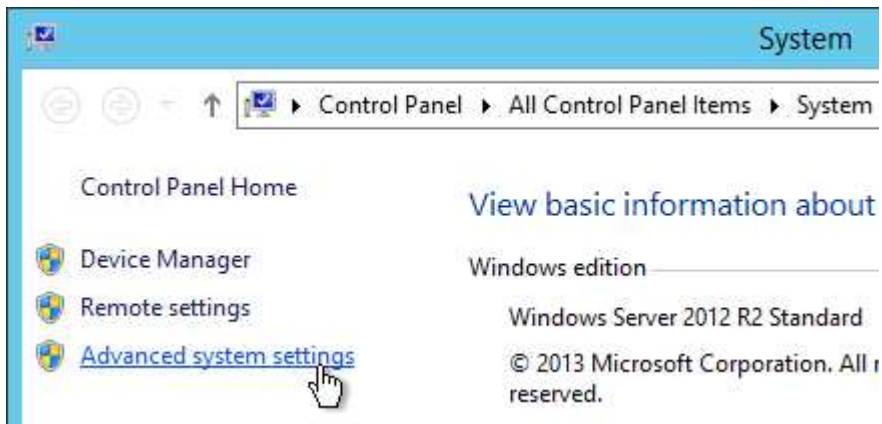 System
Control Panel ▸ All Control Panel Items ▸ System
Control Panel Home
Device Manager
Remote settings
Advanced system settings
View basic information about
Windows edition
Windows Server 2012 R2 Standard
© 2013 Microsoft Corporation. All
reserved.